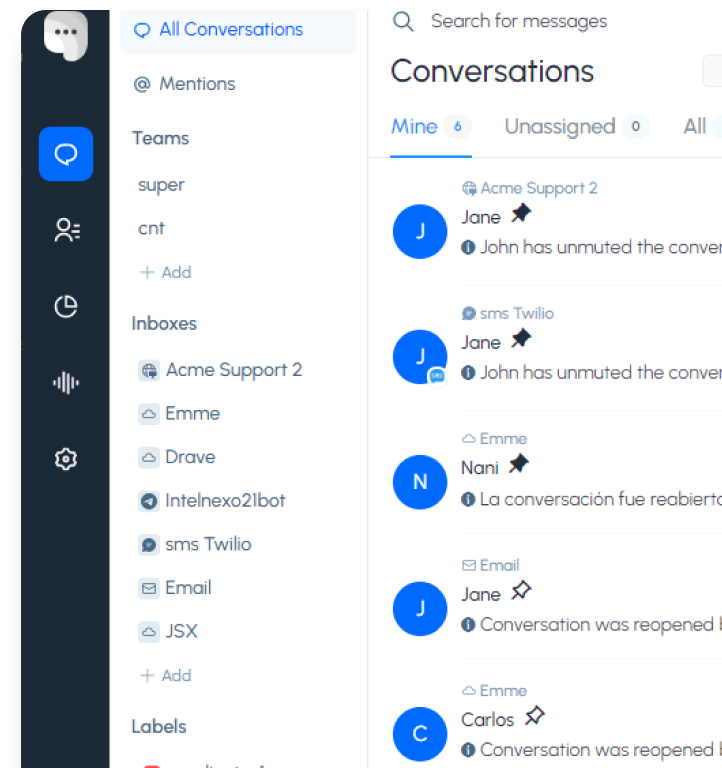 All Conversations
Mentions
Teams
super
cnt
+ Add
Inboxes
Acme Support 2
Emme
Drave
Intelnexo21bot
sms Twilio
Email
JSX
+ Add
Labels
Search for messages
Conversations
Mine 6 Unassigned 0 All
Acme Support 2
J
Jane
John has unmuted the conver
sms Twilio
J
Jane
John has unmuted the conver
Emme
N
Nani
La conversación fue reabierto
Email
J
Jane
Conversation was reopened b
Emme
C
Carlos
Conversation was reopened b